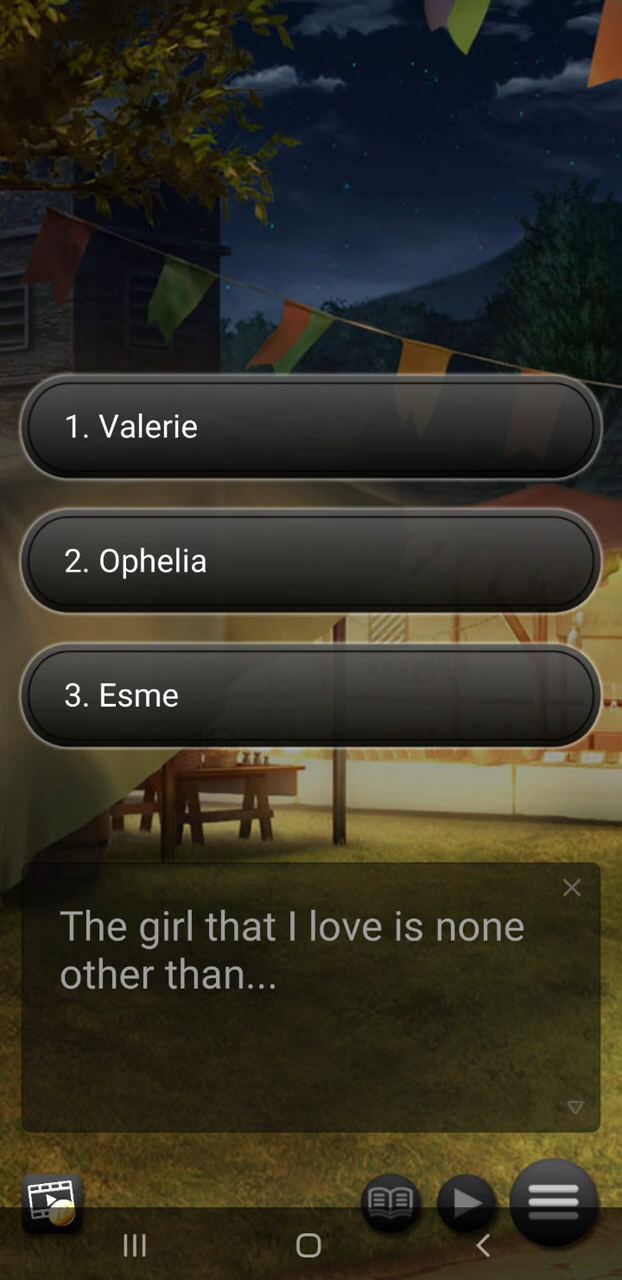 1. Valerie
2. Ophelia
3. Esme
The girl that I love is none
other than...